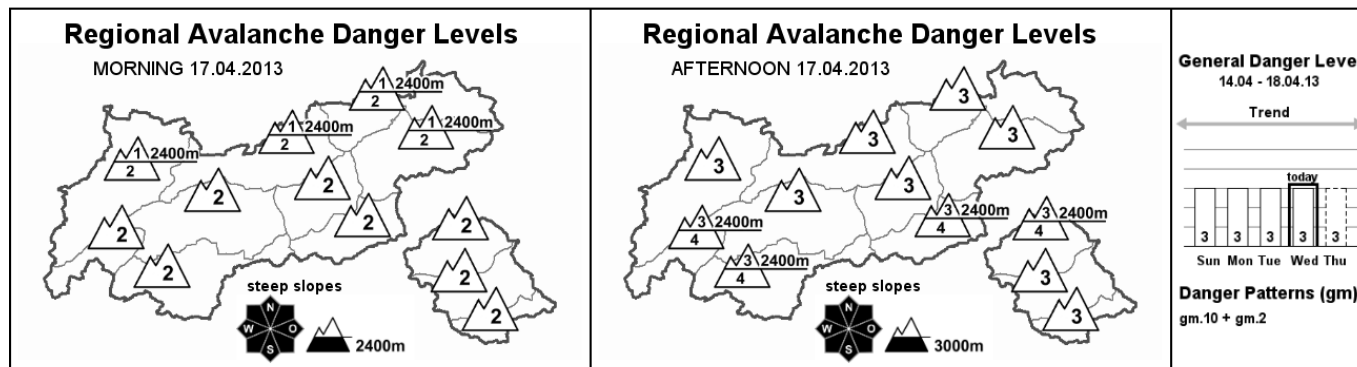 Regional Avalanche Danger Levels
MORNING 17.04.2013
1 2400m
2
1 2400m
2
1 2400m
2
1 2400m
2
2
2
2
2
2
2
2
2
steep slopes
N
W O
S
2400m
Regional Avalanche Danger Levels
AFTERNOON 17.04.2013
3
3
3
3
3
3
3 2400m
4
3 2400m
4
3 2400m
4
3 2400m
4
3
3
steep slopes
N
W O
S
3000m
General Danger Leve
14.04 - 18.04.13
Trend
today
3 3 3 3 3
Sun Mon Tue Wed Thu
Danger Patterns (gm)
gm.10 + gm.2